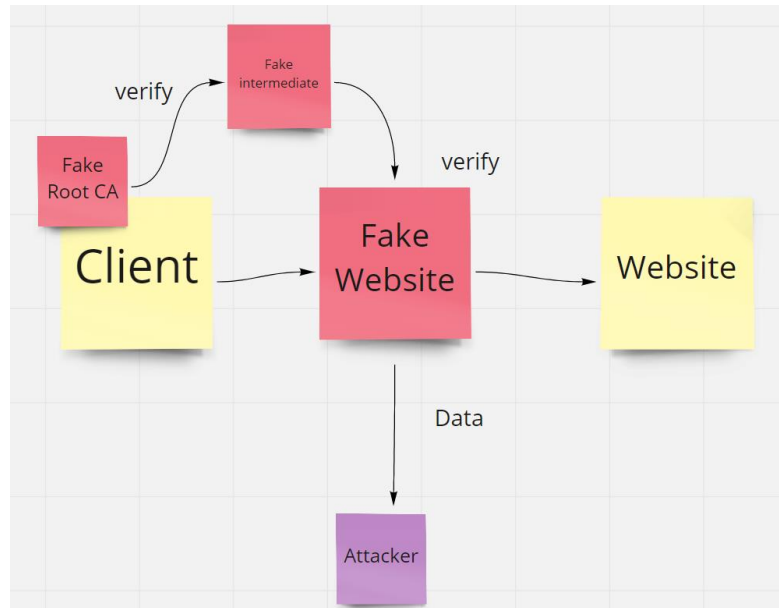 Fake
intermediate
verify
Fake
Root CA
verify
Client
Fake
Website
Website
Data
Attacker